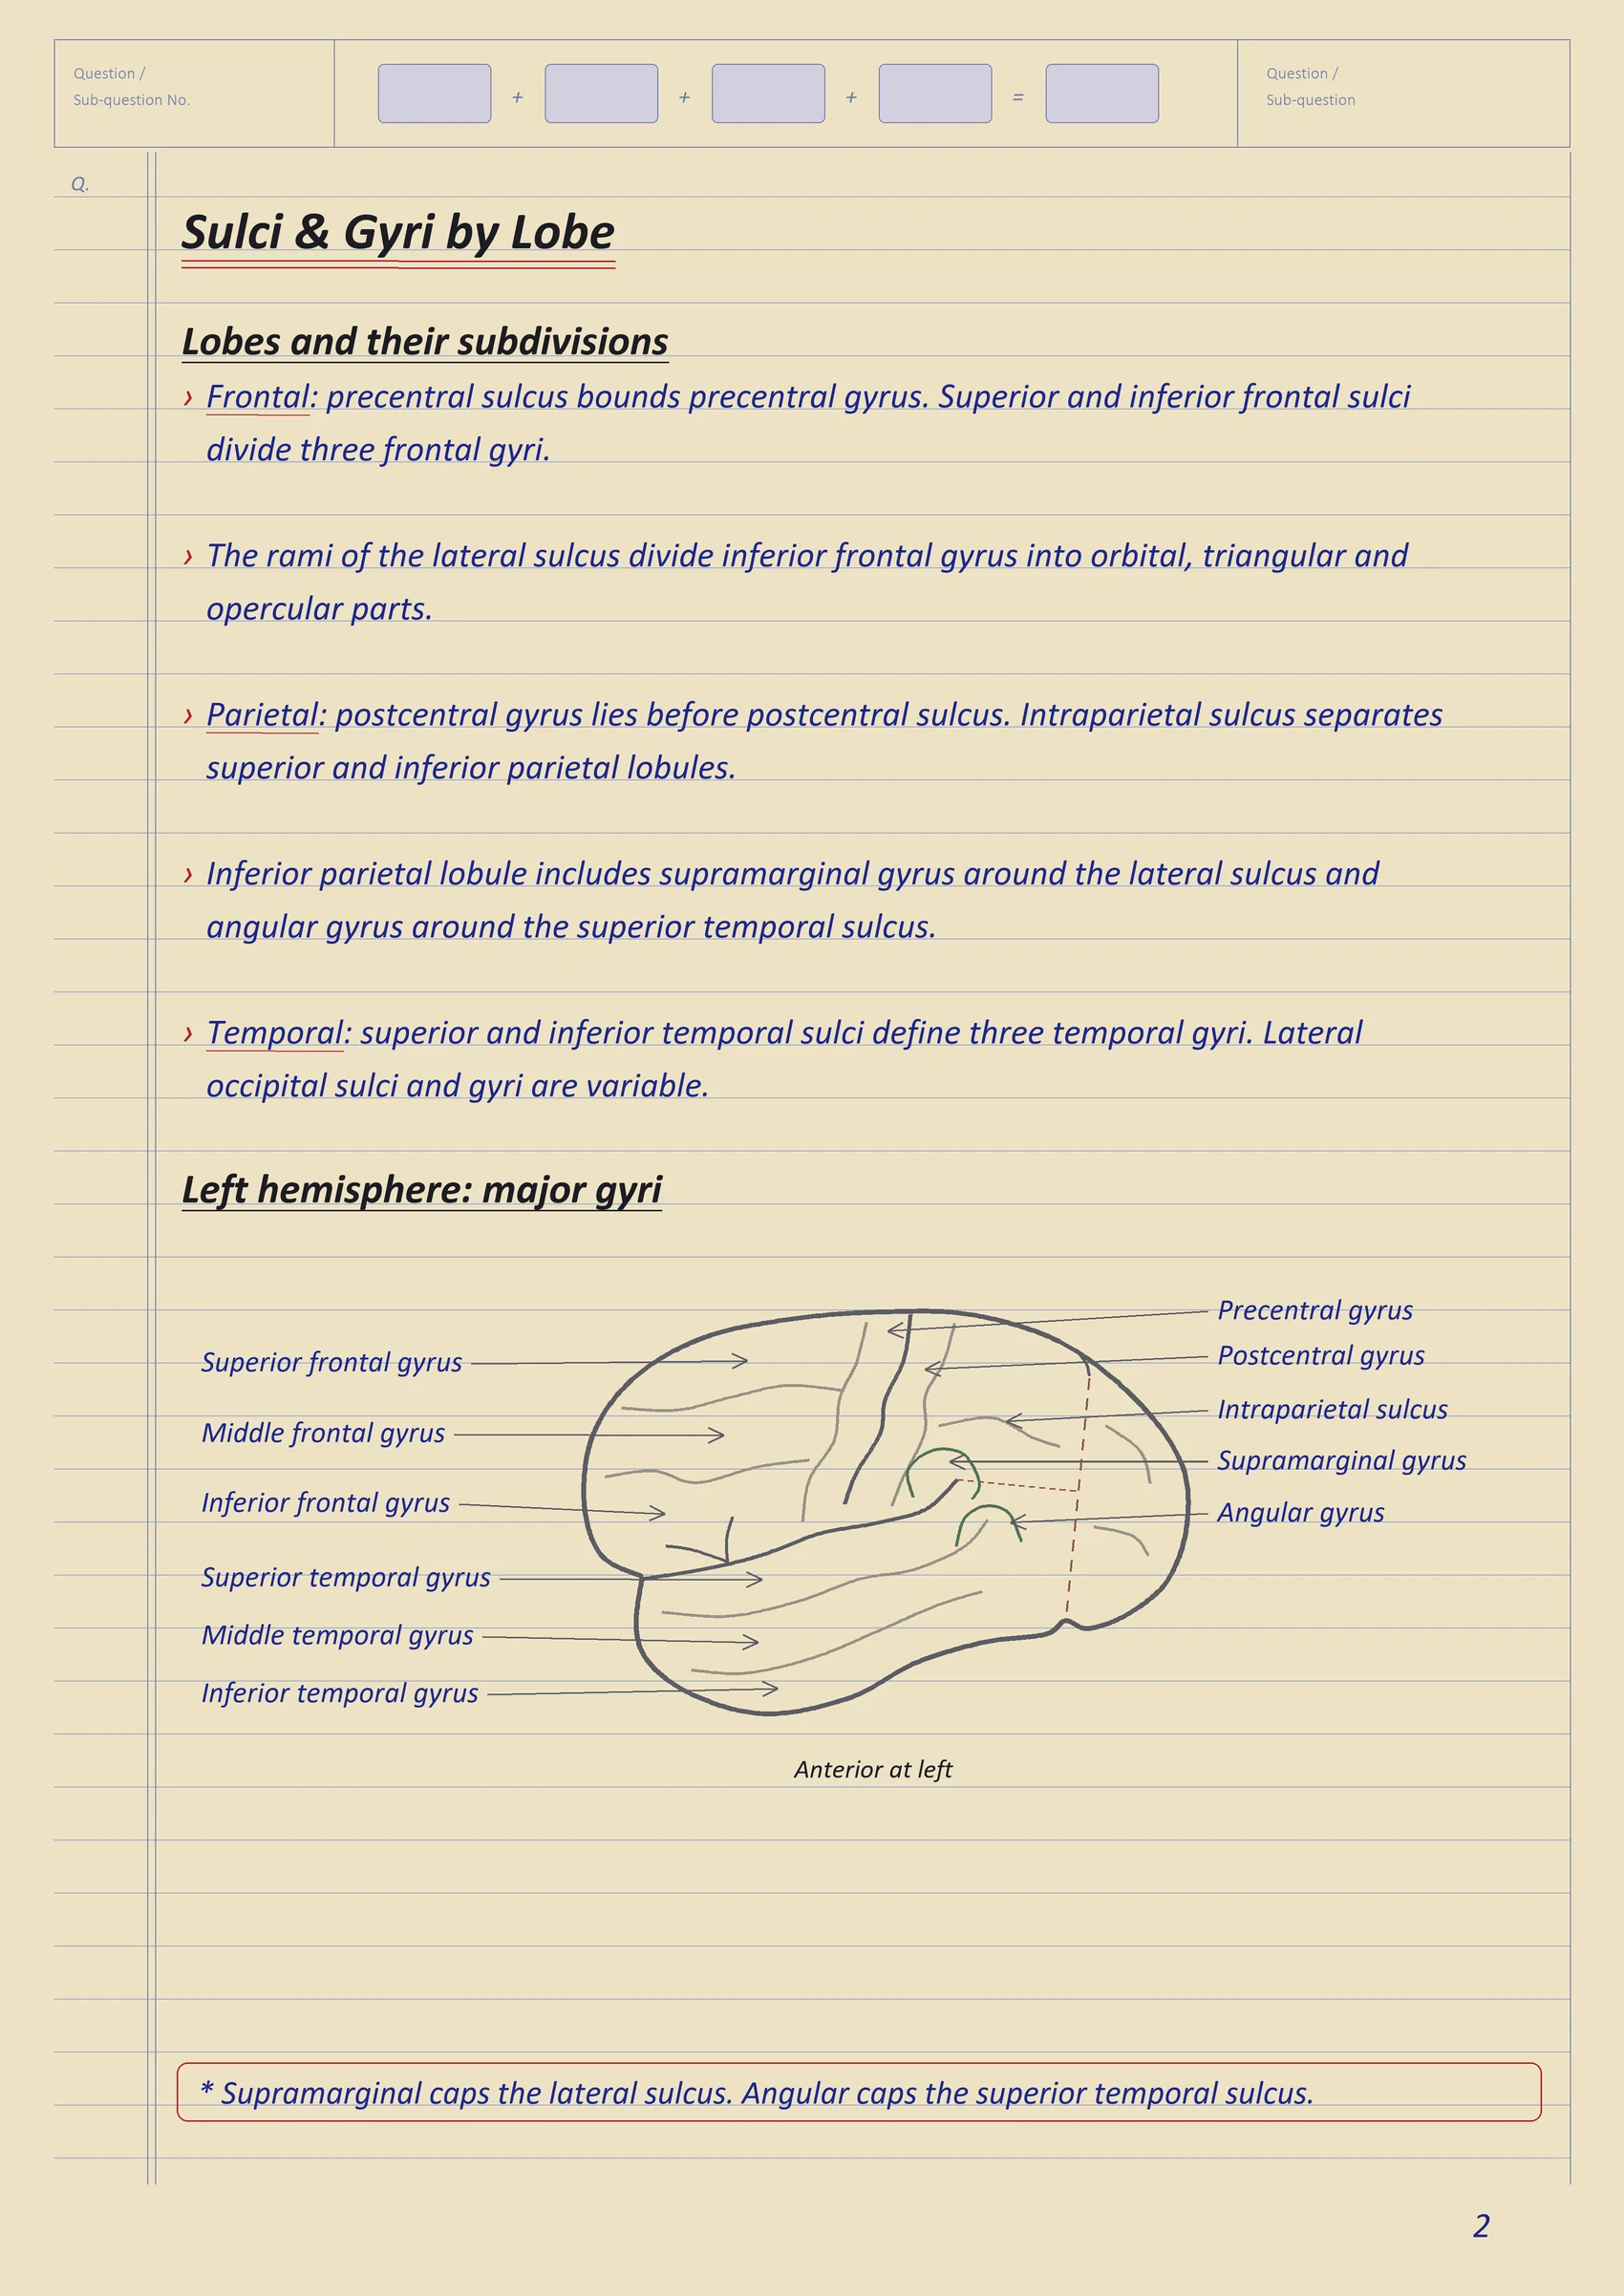 Question /
Sub-question No.
+ + + =
Question /
Sub-question
Q.
Sulci & Gyri by Lobe
Lobes and their subdivisions
› Frontal: precentral sulcus bounds precentral gyrus. Superior and inferior frontal sulci
divide three frontal gyri.
› The rami of the lateral sulcus divide inferior frontal gyrus into orbital, triangular and
opercular parts.
› Parietal: postcentral gyrus lies before postcentral sulcus. Intraparietal sulcus separates
superior and inferior parietal lobules.
› Inferior parietal lobule includes supramarginal gyrus around the lateral sulcus and
angular gyrus around the superior temporal sulcus.
› Temporal: superior and inferior temporal sulci define three temporal gyri. Lateral
occipital sulci and gyri are variable.
Left hemisphere: major gyri
Superior frontal gyrus
Middle frontal gyrus
Inferior frontal gyrus
Superior temporal gyrus
Middle temporal gyrus
Inferior temporal gyrus
Precentral gyrus
Postcentral gyrus
Intraparietal sulcus
Supramarginal gyrus
Angular gyrus
Anterior at left
* Supramarginal caps the lateral sulcus. Angular caps the superior temporal sulcus.
2